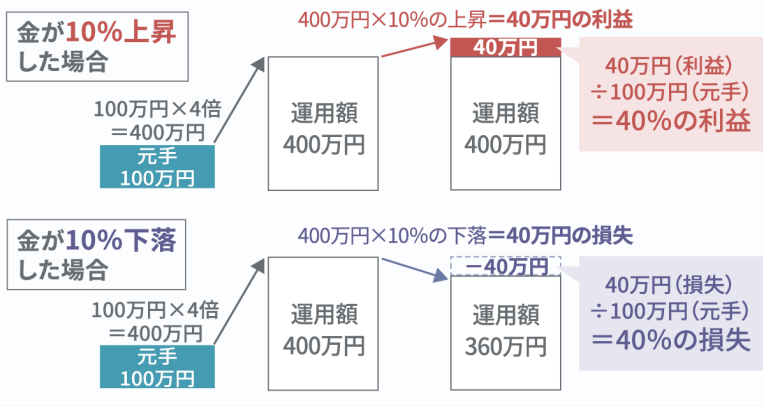 金が10％上昇
した場合
400万円×10％の上昇＝40万円の利益
100万円×4倍
＝400万円
元手
100万円
運用額
400万円
40万円
運用額
400万円
40万円（利益）
÷100万円（元手）
＝40％の利益
金が10％下落
した場合
400万円×10％の下落＝40万円の損失
100万円×4倍
＝400万円
元手
100万円
運用額
400万円
－40万円
運用額
360万円
40万円（損失）
÷100万円（元手）
＝40％の損失